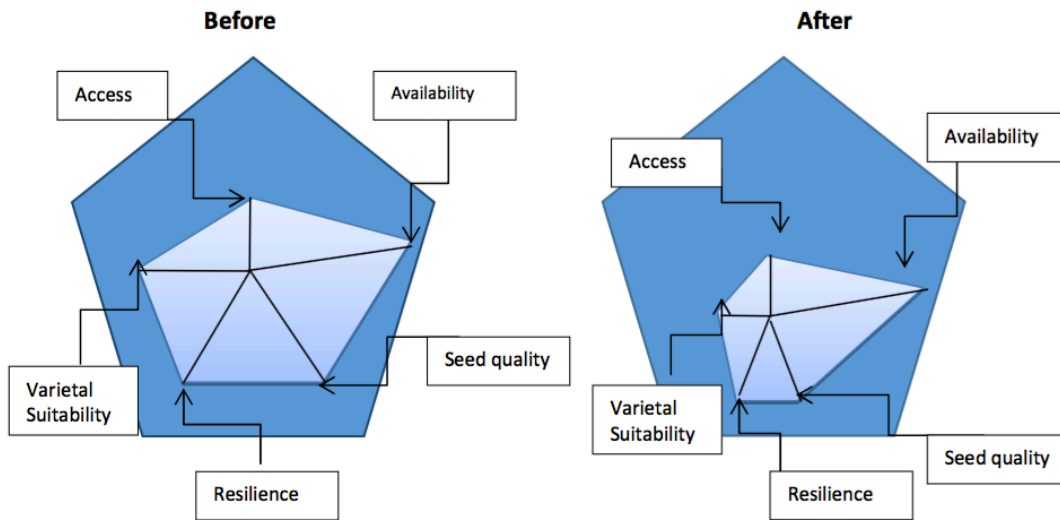 Before
Access
Availability
Varietal
Suitability
Seed quality
Resilience
After
Access
Availability
Varietal
Suitability
Seed quality
Resilience